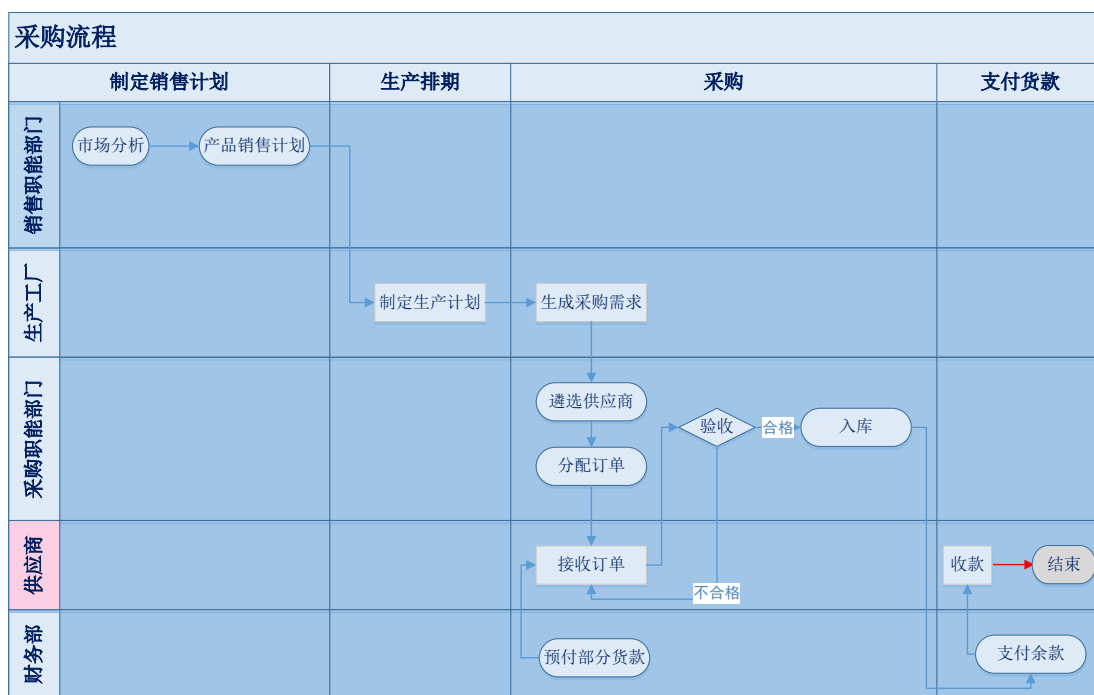 采购流程
制定销售计划
生产排期
采购
支付货款
销售职能部门
市场分析
产品销售计划
生产工厂
制定生产计划
生成采购需求
采购职能部门
遴选供应商
验收
合格
入库
分配订单
供应商
接收订单
不合格
收款
结束
财务部
预付部分货款
支付余款